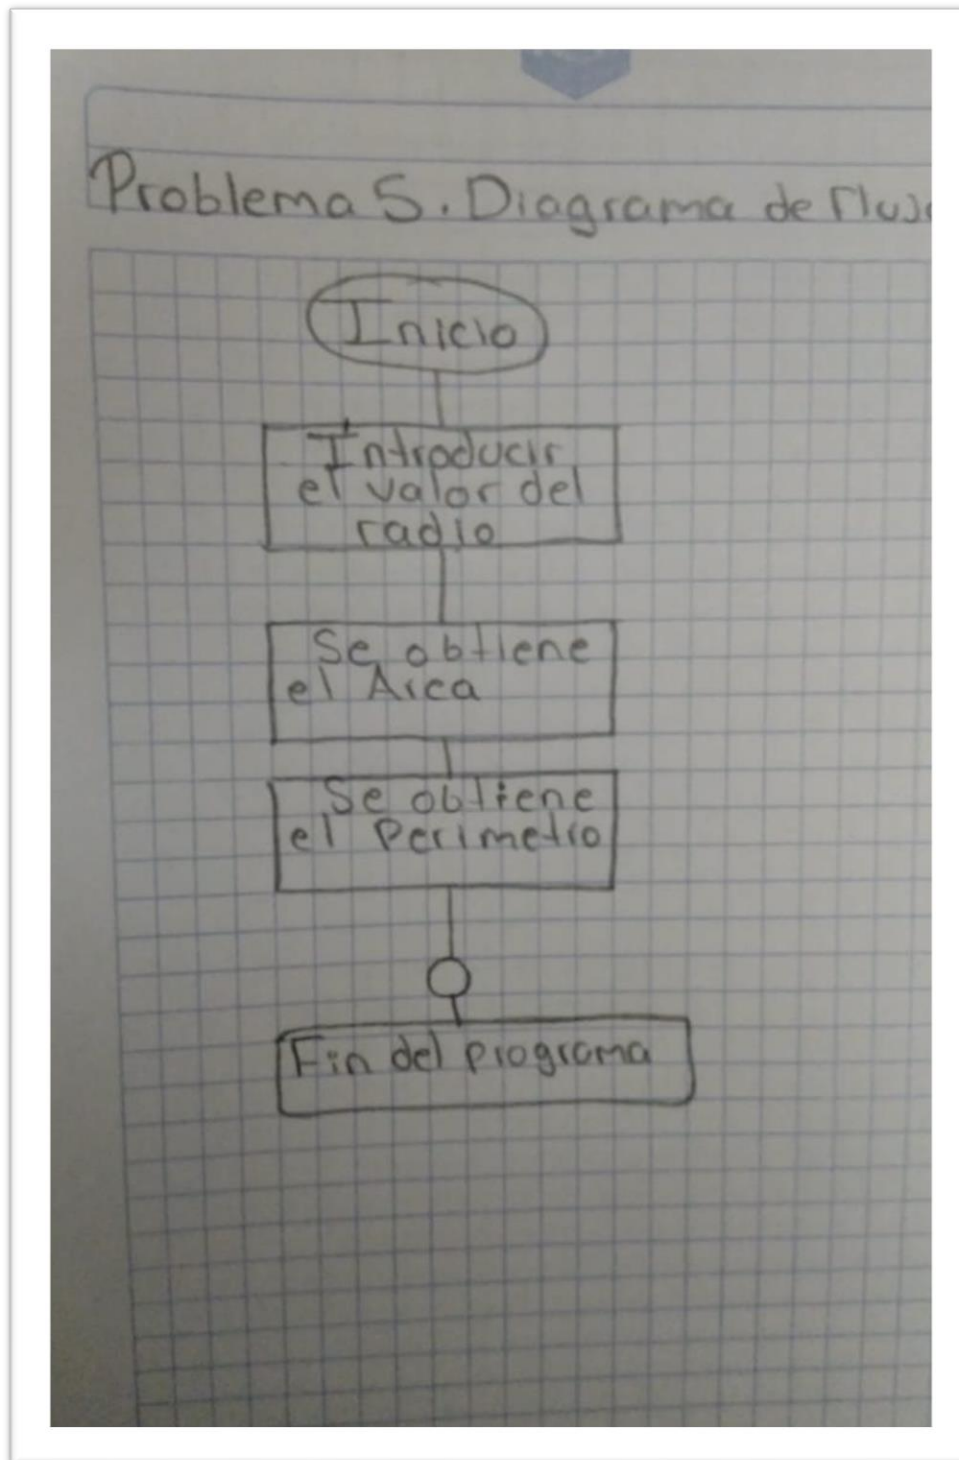 Problema 5. Diagrama de Flujo
Inicio
Introducir
el valor del
radio
Se obtiene
el Area
Se obtiene
el Perimetro
Fin del programa